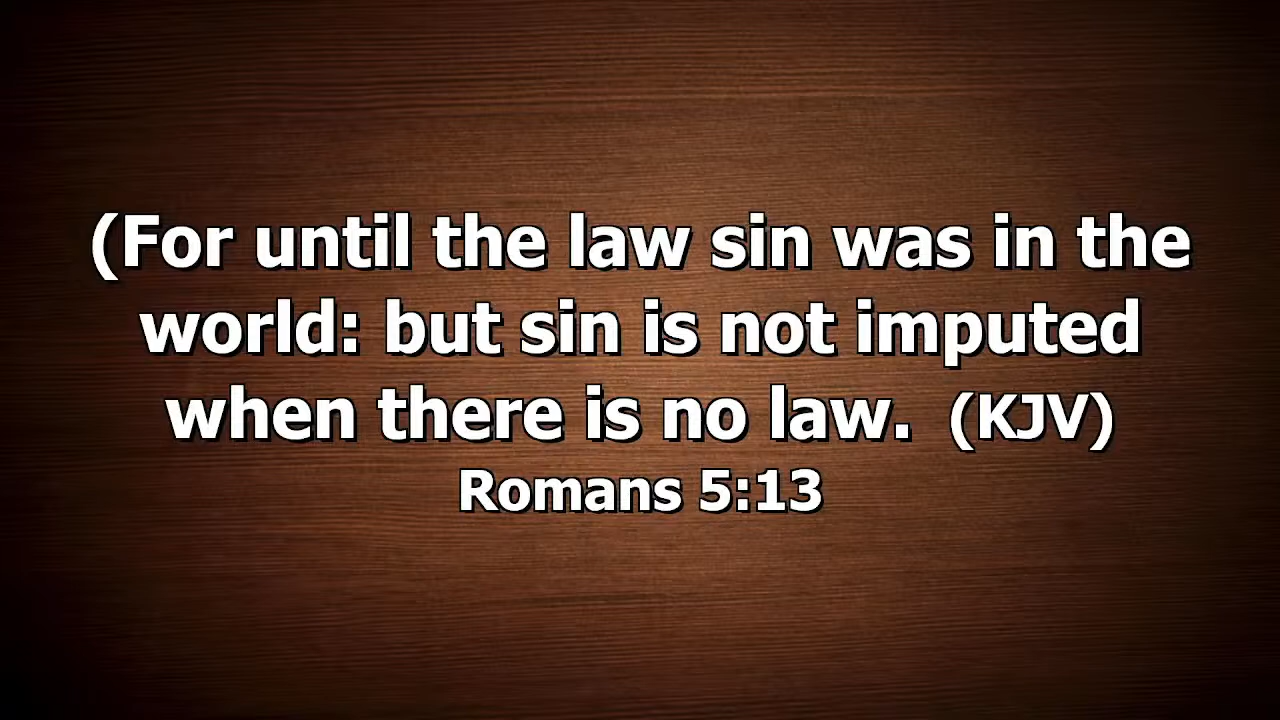 (For until the law sin was in the
world: but sin is not imputed
when there is no law.  (KJV)
Romans 5:13